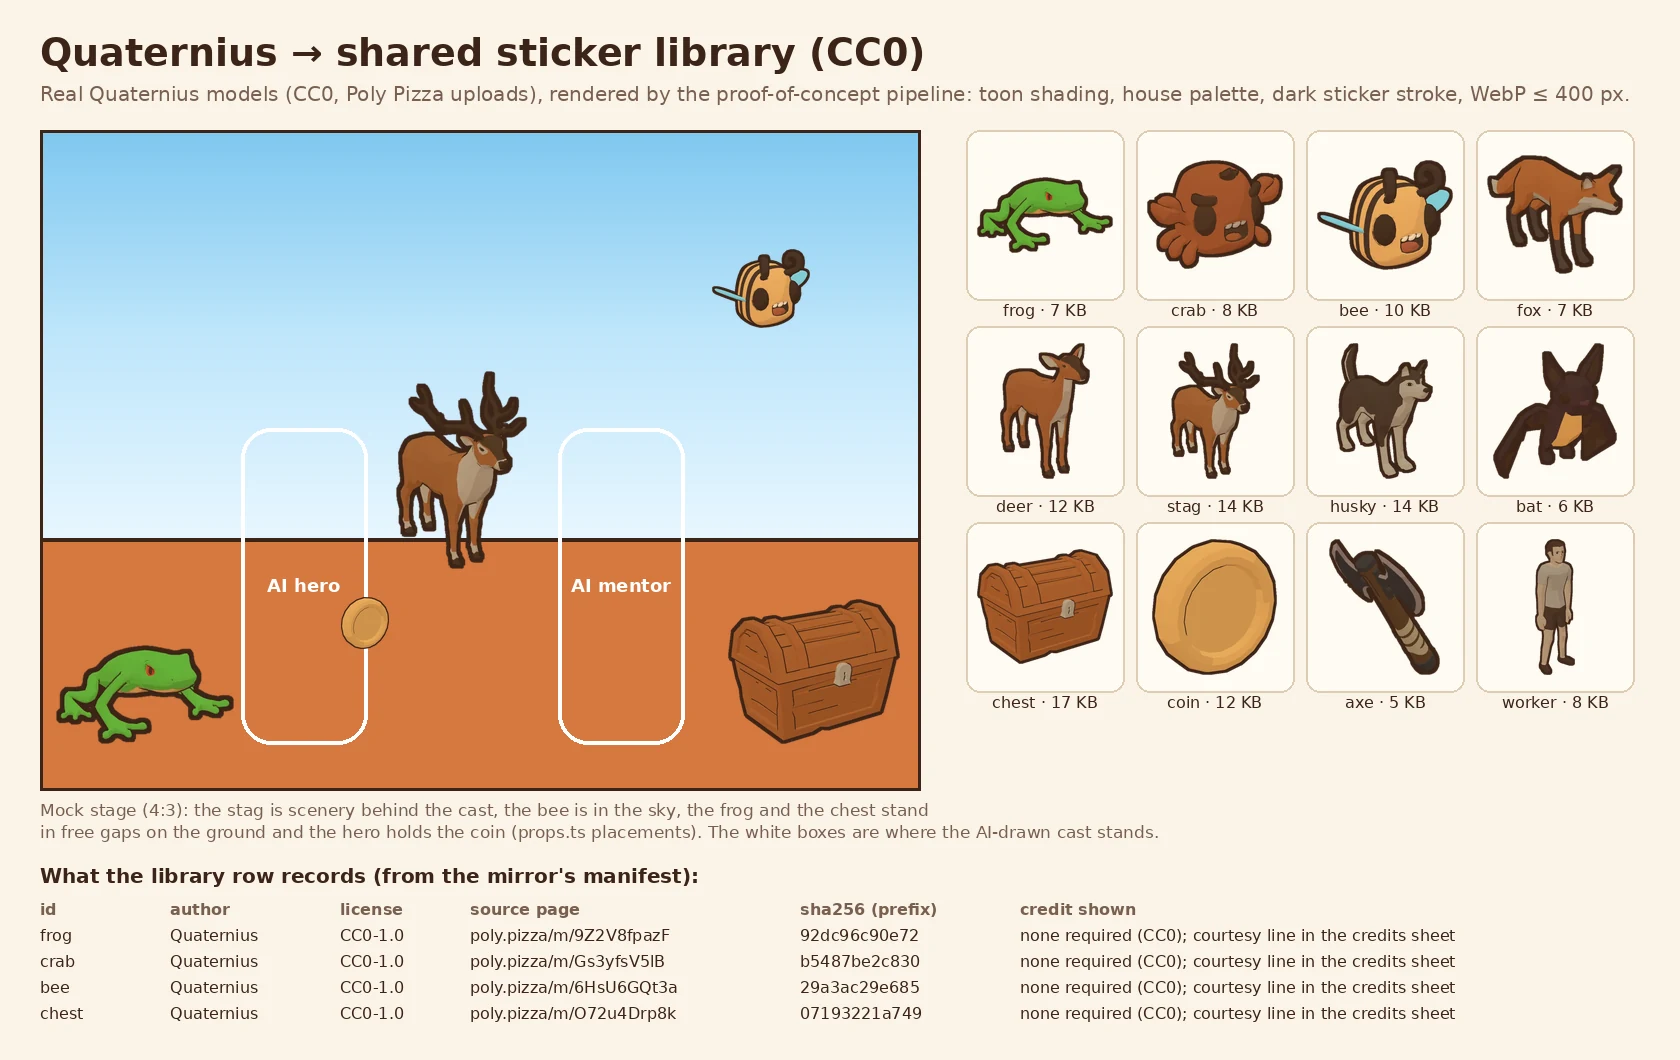 Quaternius → shared sticker library (CC0)
Real Quaternius models (CC0, Poly Pizza uploads), rendered by the proof-of-concept pipeline: toon shading, house palette, dark sticker stroke, WebP ≤ 400 px.
AI hero
AI mentor
frog · 7 KB
crab · 8 KB
bee · 10 KB
fox · 7 KB
deer · 12 KB
stag · 14 KB
husky · 14 KB
bat · 6 KB
chest · 17 KB
coin · 12 KB
axe · 5 KB
worker · 8 KB
Mock stage (4:3): the stag is scenery behind the cast, the bee is in the sky, the frog and the chest stand
in free gaps on the ground and the hero holds the coin (props.ts placements). The white boxes are where the AI-drawn cast stands.
What the library row records (from the mirror's manifest):
id author license source page sha256 (prefix) credit shown
frog Quaternius CC0-1.0 poly.pizza/m/9Z2V8fpazF 92dc96c90e72 none required (CC0); courtesy line in the credits sheet
crab Quaternius CC0-1.0 poly.pizza/m/Gs3yfsV5lB b5487be2c830 none required (CC0); courtesy line in the credits sheet
bee Quaternius CC0-1.0 poly.pizza/m/6HsU6GQt3a 29a3ac29e685 none required (CC0); courtesy line in the credits sheet
chest Quaternius CC0-1.0 poly.pizza/m/O72u4Drp8k 07193221a749 none required (CC0); courtesy line in the credits sheet